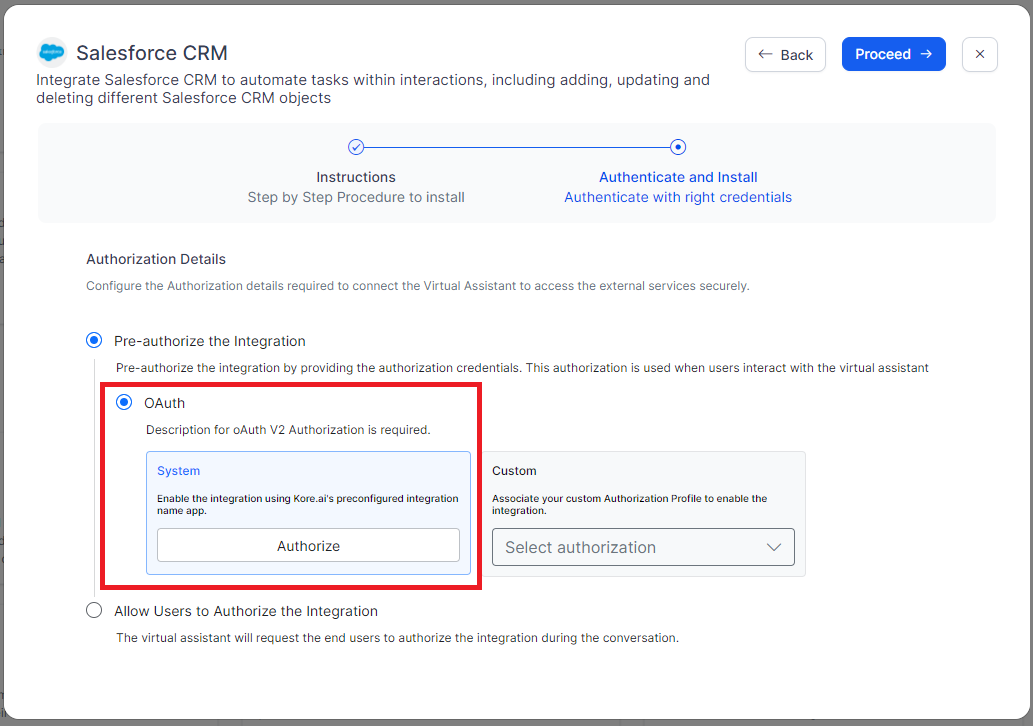 Salesforce CRM
Integrate Salesforce CRM to automate tasks within interactions, including adding, updating and
deleting different Salesforce CRM objects
Back
Proceed
Instructions
Step by Step Procedure to install
Authenticate and Install
Authenticate with right credentials
Authorization Details
Configure the Authorization details required to connect the Virtual Assistant to access the external services securely.
Pre-authorize the Integration
Pre-authorize the integration by providing the authorization credentials. This authorization is used when users interact with the virtual assistant
OAuth
Description for oAuth V2 Authorization is required.
System
Enable the integration using Kore.ai's preconfigured integration
name app.
Authorize
Custom
Associate your custom Authorization Profile to enable the
integration.
Select authorization
Allow Users to Authorize the Integration
The virtual assistant will request the end users to authorize the integration during the conversation.